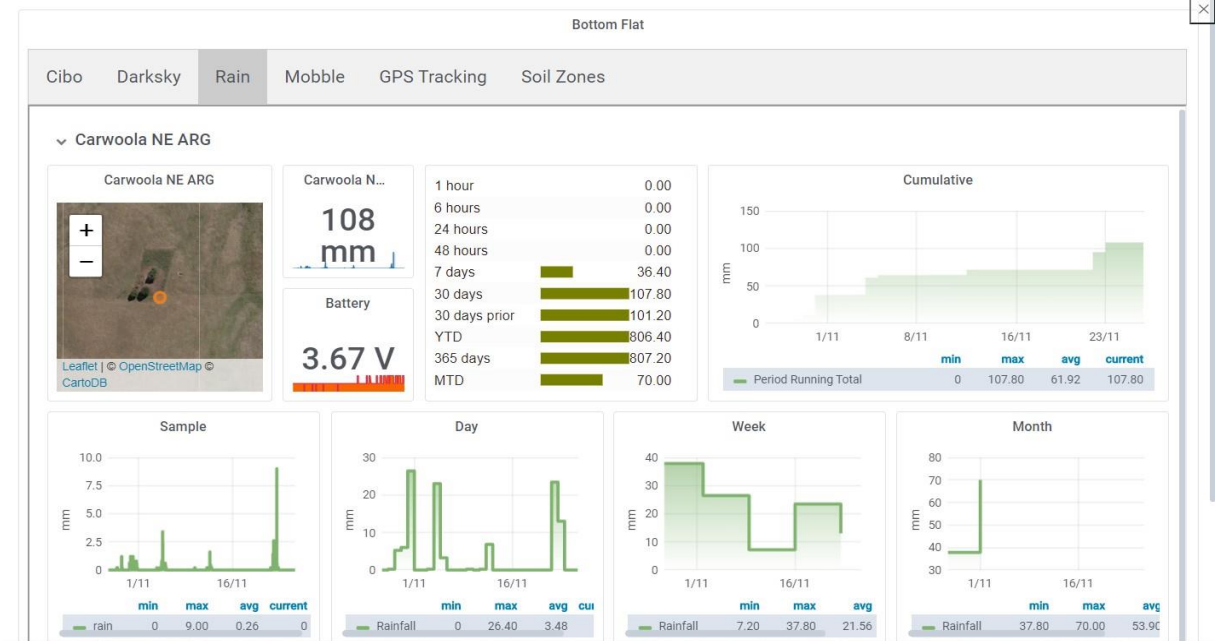 Bottom Flat
×
Cibo Darksky Rain Mobble GPS Tracking Soil Zones
Carwoola NE ARG
Carwoola NE ARG
+
−
Leaflet | © OpenStreetMap ©
CartoDB
Carwoola N...
108
mm
Battery
3.67 V
1 hour 0.00
6 hours 0.00
24 hours 0.00
48 hours 0.00
7 days 36.40
30 days 107.80
30 days prior 101.20
YTD 806.40
365 days 807.20
MTD 70.00
Cumulative
150
100
50
0
mm
1/11 8/11 16/11 23/11
min max avg current
Period Running Total 0 107.80 61.92 107.80
Sample
10.0
7.5
5.0
2.5
0
mm
1/11 16/11
min max avg current
rain 0 9.00 0.26 0
Day
30
20
10
0
mm
1/11 16/11
min max avg cur
Rainfall 0 26.40 3.48
Week
40
30
20
10
0
mm
1/11 16/11
min max avg
Rainfall 7.20 37.80 21.56
Month
80
70
60
50
40
30
mm
1/11 16/11
min max avg
Rainfall 37.80 70.00 53.90